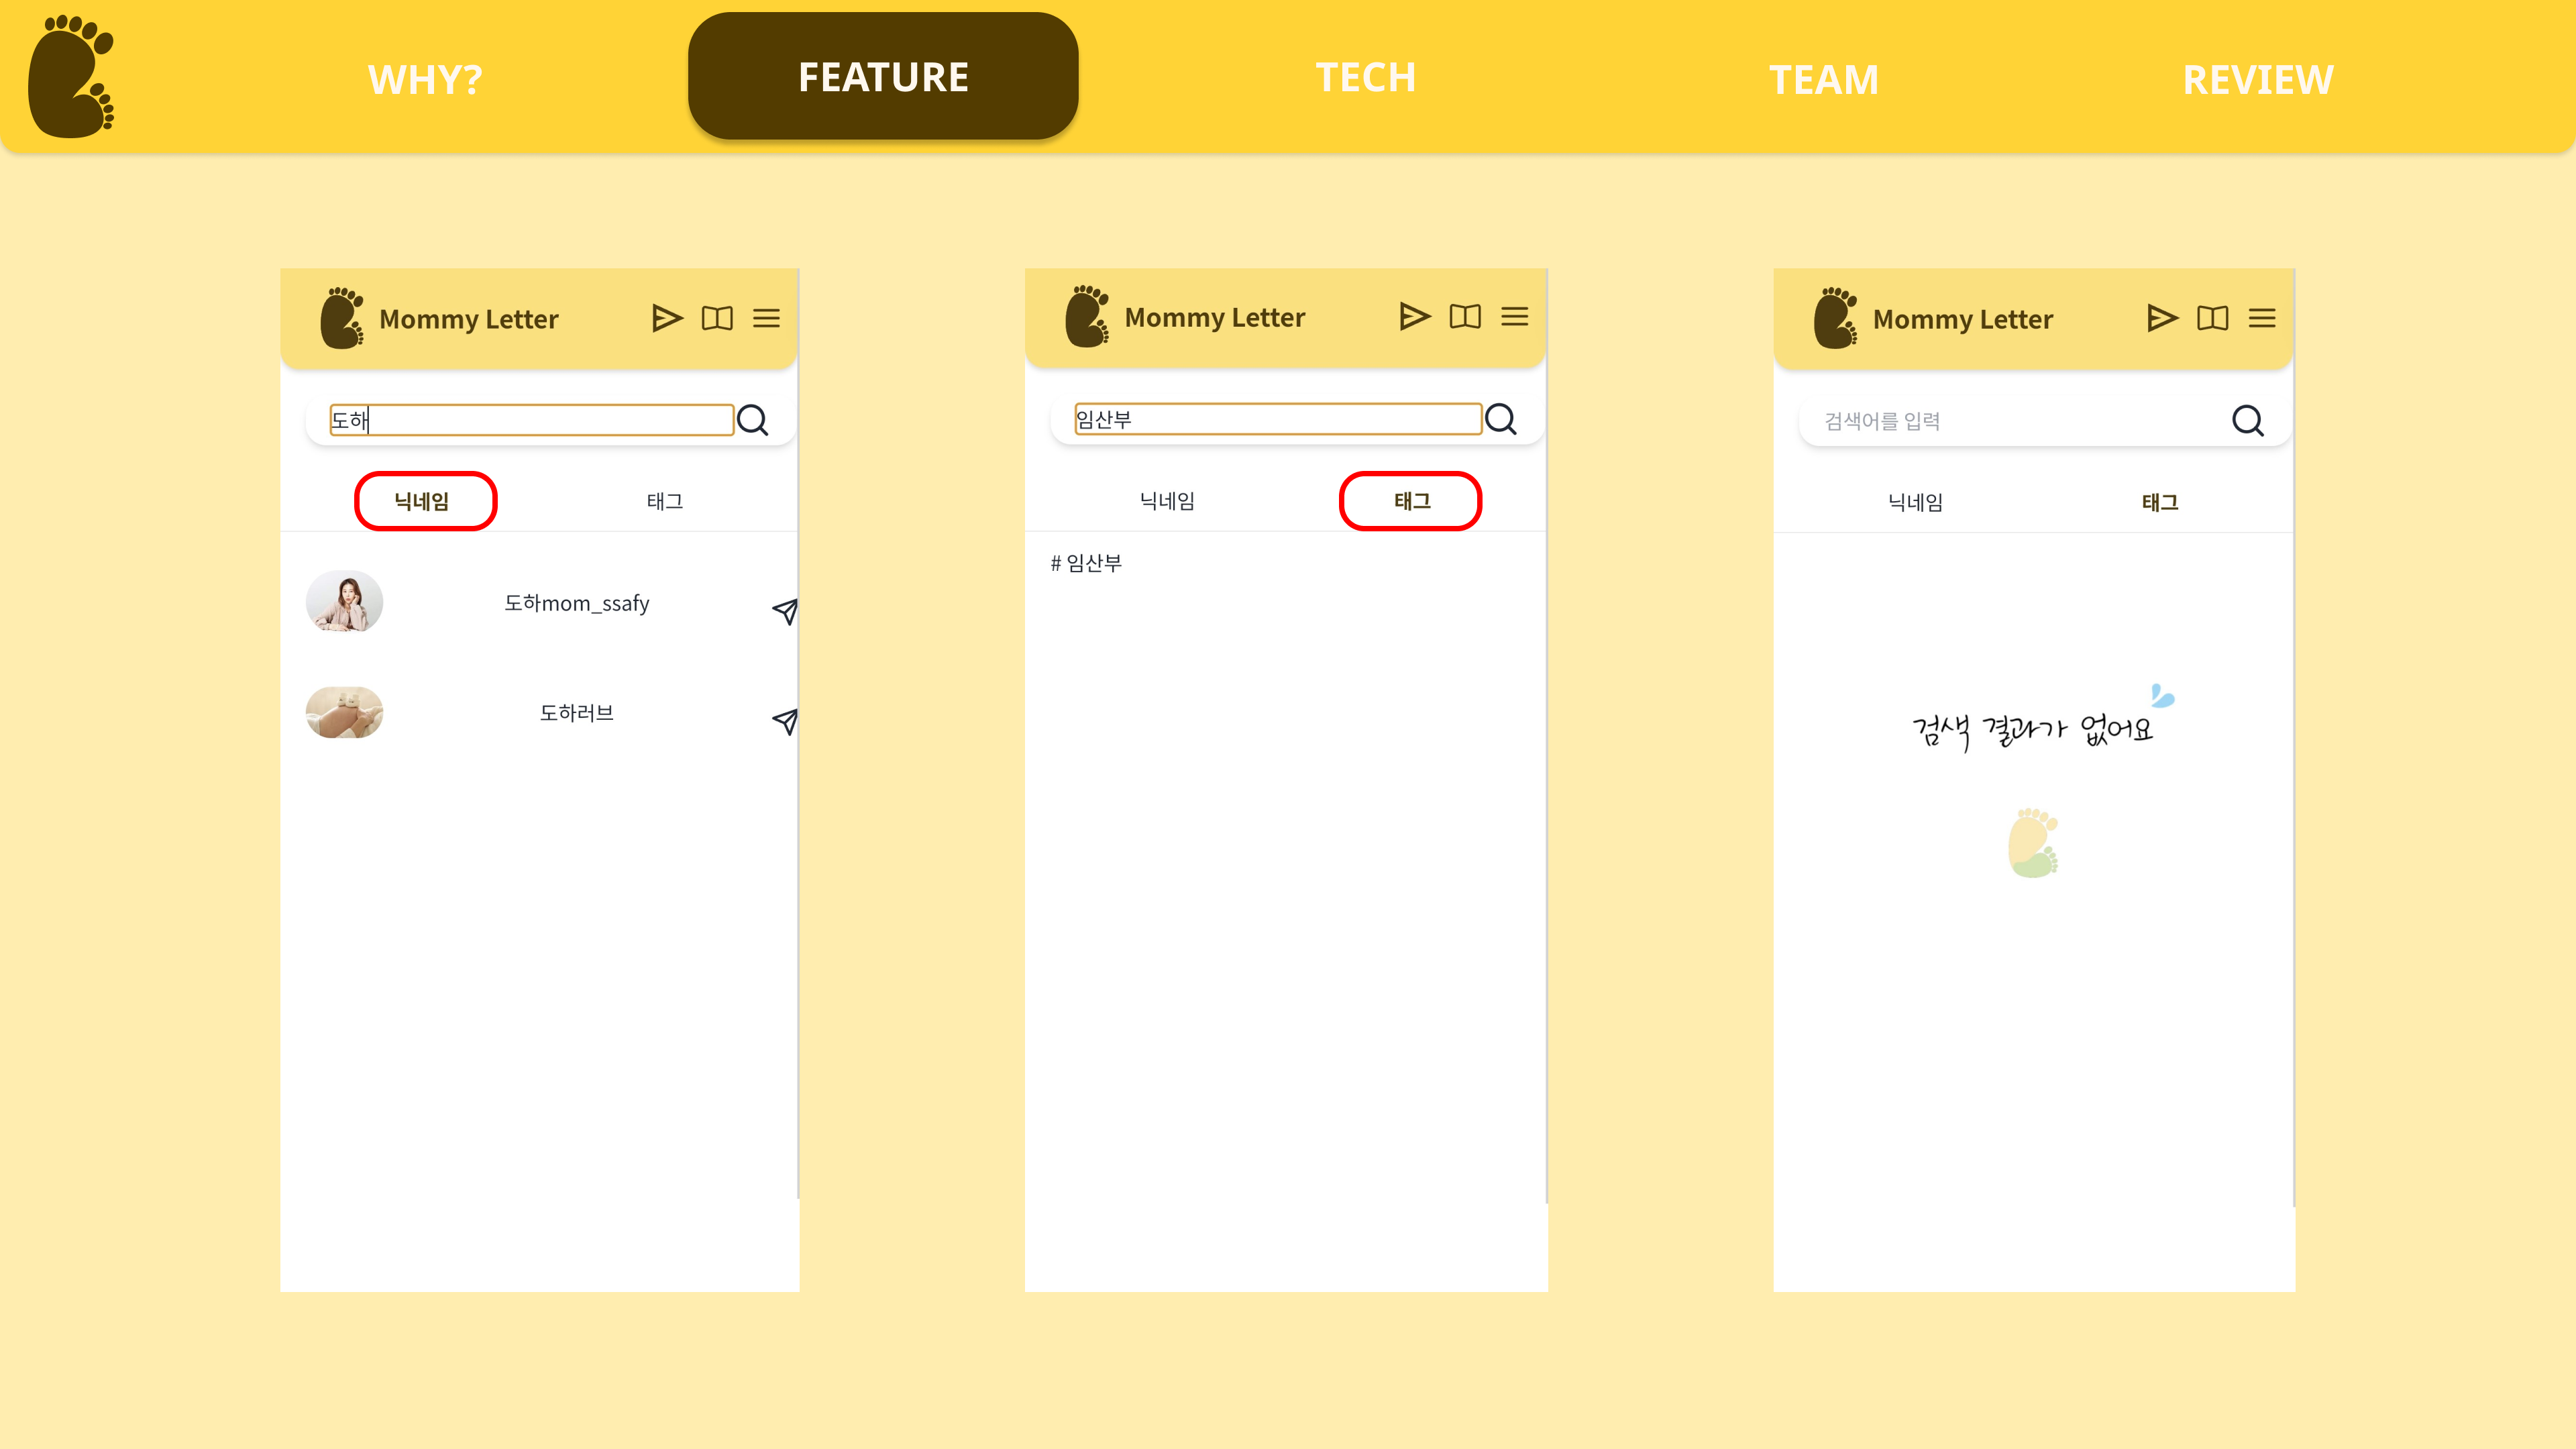 WHY?
FEATURE
TECH
TEAM
REVIEW
Mommy Letter
도하
닉네임
태그
도하mom_ssafy
도하러브
Mommy Letter
임산부
닉네임
태그
# 임산부
Mommy Letter
검색어를 입력
닉네임
태그
검색 결과가 없어요